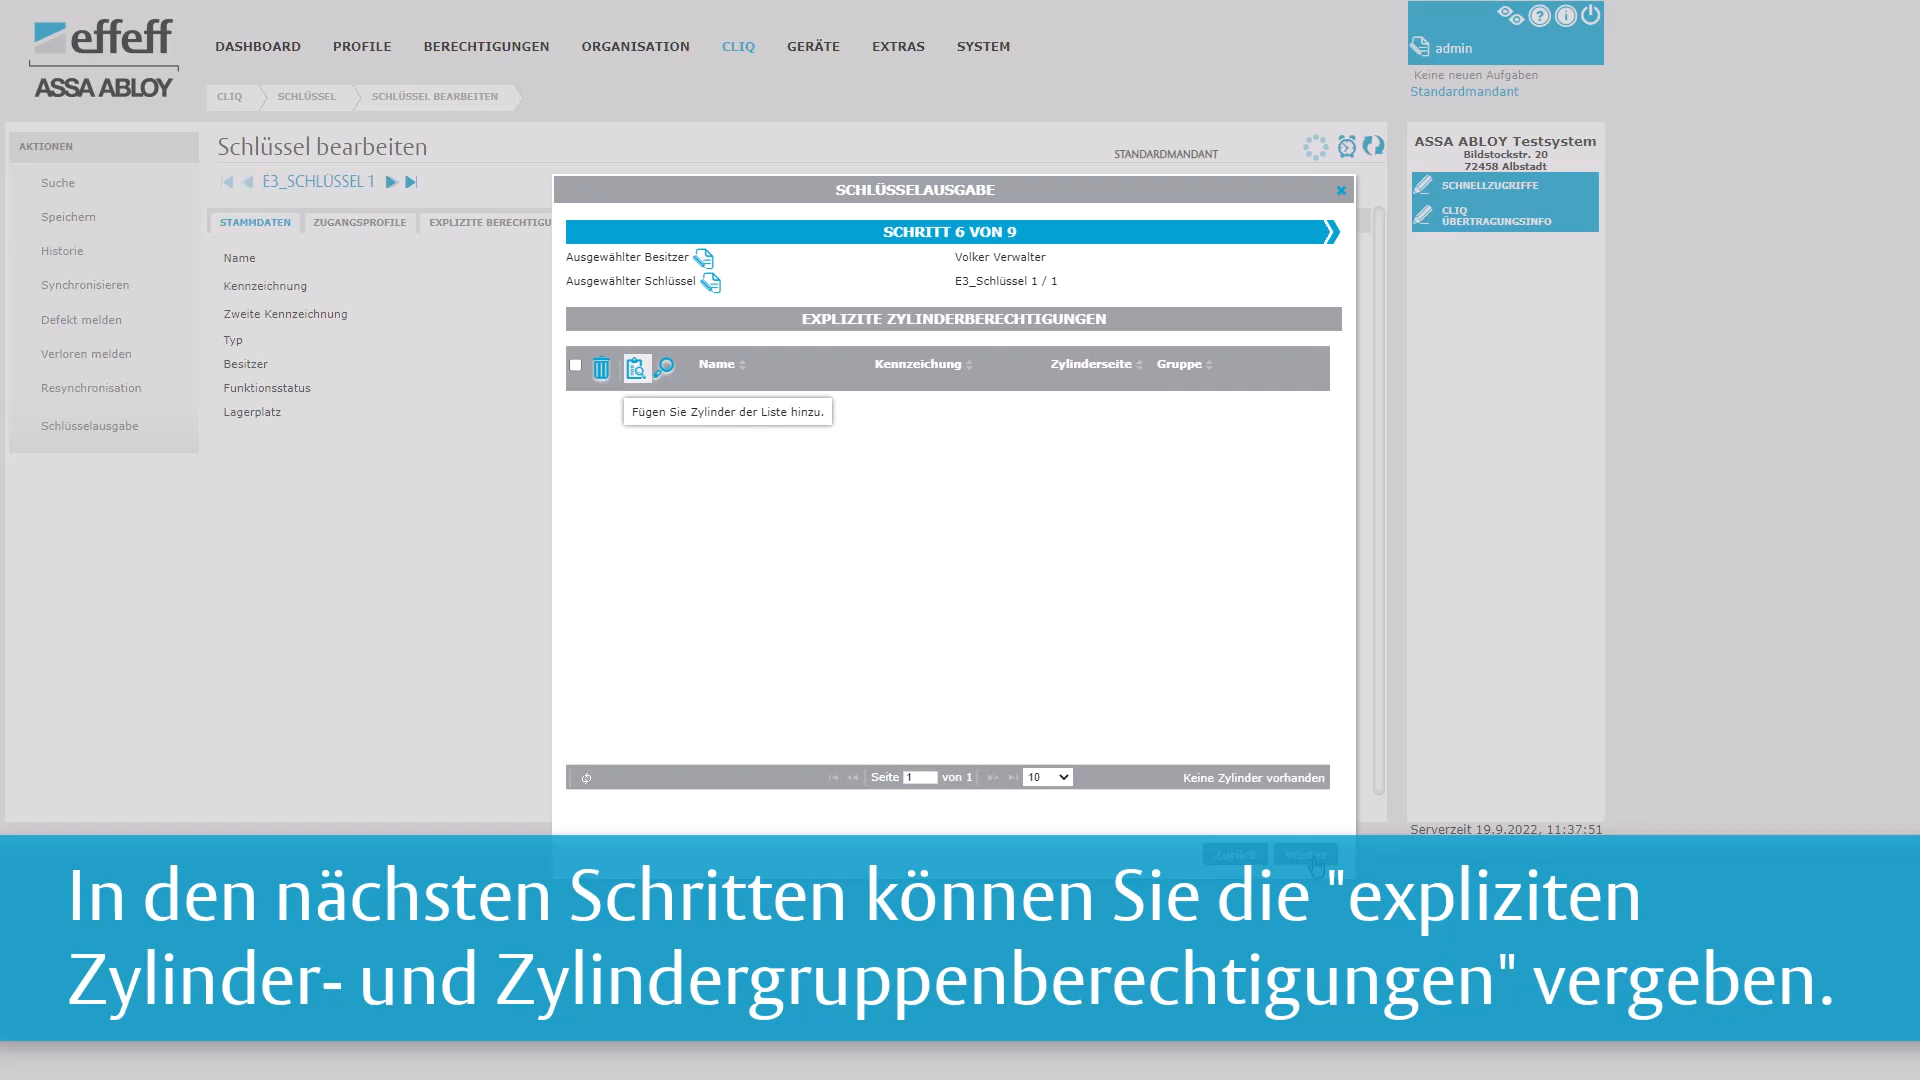 effeff
ASSA ABLOY
DASHBOARD PROFILE BERECHTIGUNGEN ORGANISATION CLIQ GERÄTE EXTRAS SYSTEM
admin
Keine neuen Aufgaben
Standardmandant
CLIQ SCHLÜSSEL SCHLÜSSEL BEARBEITEN
AKTIONEN
Suche
Speichern
Historie
Synchronisieren
Defekt melden
Verloren melden
Resynchronisation
Schlüsselausgabe
Schlüssel bearbeiten
STANDARDMANDANT
E3_SCHLÜSSEL 1
STAMMDATEN ZUGANGSPROFILE EXPLIZITE BERECHTIGU
Name
Kennzeichnung
Zweite Kennzeichnung
Typ
Besitzer
Funktionsstatus
Lagerplatz
SCHLÜSSELAUSGABE
SCHRITT 6 VON 9
Ausgewählter Besitzer Volker Verwalter
Ausgewählter Schlüssel E3_Schlüssel 1 / 1
EXPLIZITE ZYLINDERBERECHTIGUNGEN
Name Kennzeichung Zylinderseite Gruppe
Fügen Sie Zylinder der Liste hinzu.
Seite 1 von 1 10 Keine Zylinder vorhanden
Zurück Weiter
ASSA ABLOY Testsystem
Bildstockstr. 20
72458 Albstadt
SCHNELLZUGRIFFE
CLIQ
ÜBERTRAGUNGSINFO
Serverzeit 19.9.2022, 11:37:51
In den nächsten Schritten können Sie die "expliziten
Zylinder- und Zylindergruppenberechtigungen" vergeben.